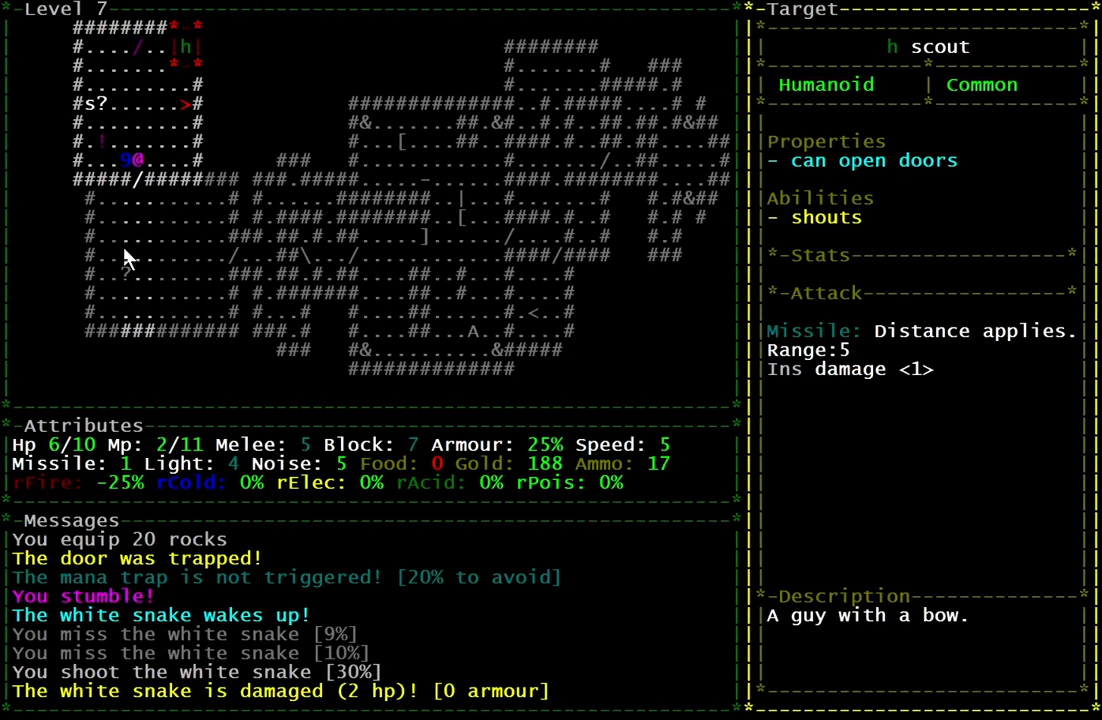 Level 7
Target
h scout
Humanoid | Common
Properties
- can open doors
Abilities
- shouts
Stats
Attack
Missile: Distance applies.
Range:5
Ins damage <1>
Description
A guy with a bow.
Attributes
Hp 6/10 Mp: 2/11 Melee: 5 Block: 7 Armour: 25% Speed: 5
Missile: 1 Light: 4 Noise: 5 Food: 0 Gold: 188 Ammo: 17
rFire: -25% rCold: 0% rElec: 0% rAcid: 0% rPois: 0%
Messages
You equip 20 rocks
The door was trapped!
The mana trap is not triggered! [20% to avoid]
You stumble!
The white snake wakes up!
You miss the white snake [9%]
You miss the white snake [10%]
You shoot the white snake [30%]
The white snake is damaged (2 hp)! [0 armour]